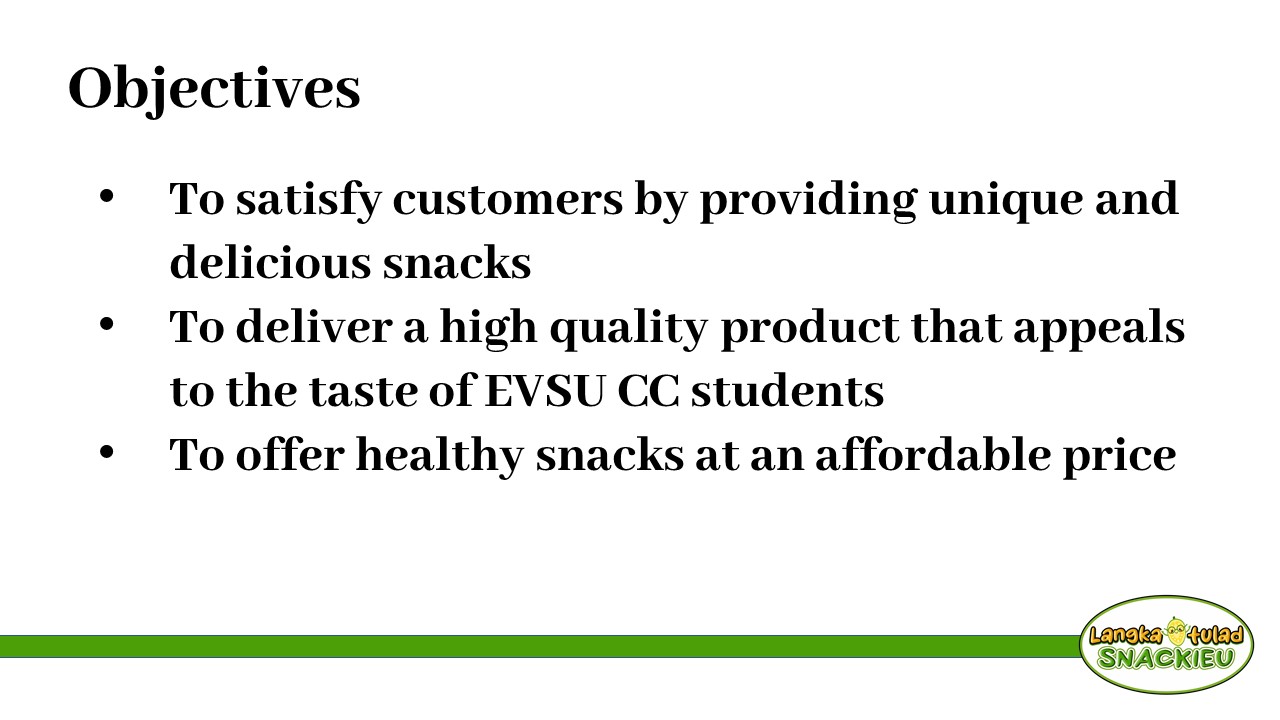 Objectives
• To satisfy customers by providing unique and
delicious snacks
• To deliver a high quality product that appeals
to the taste of EVSU CC students
• To offer healthy snacks at an affordable price
Langka tulad
SNACKIEU